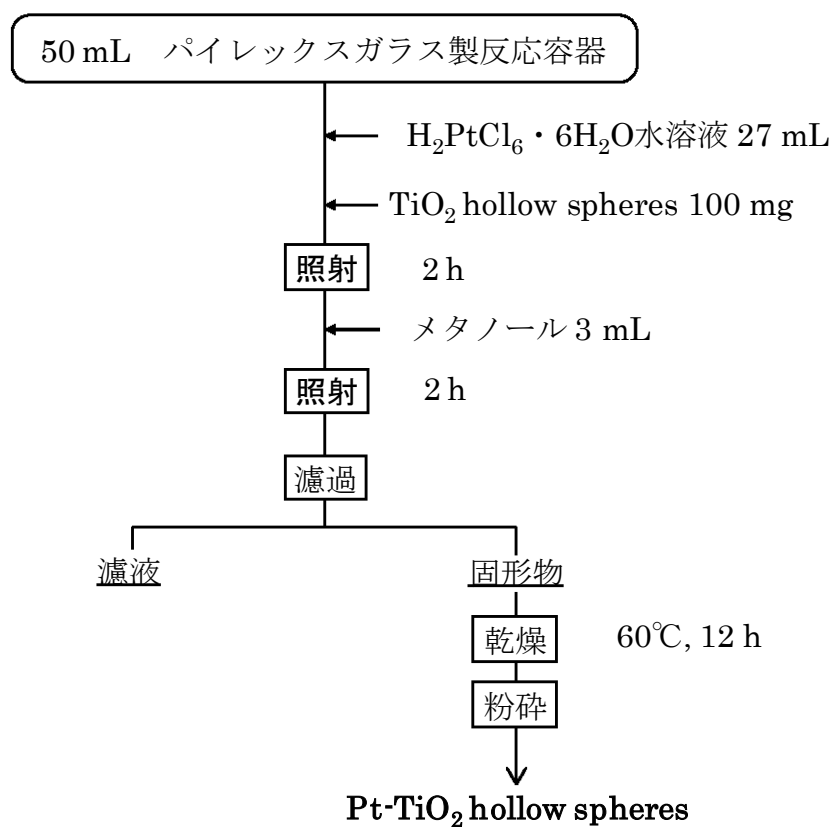 50 mL パイレックスガラス製反応容器
H₂PtCl₆・6H₂O水溶液 27 mL
TiO₂ hollow spheres 100 mg
照射 2 h
メタノール 3 mL
照射 2 h
濾過
濾液 固形物
乾燥 60℃, 12 h
粉砕
Pt-TiO₂ hollow spheres